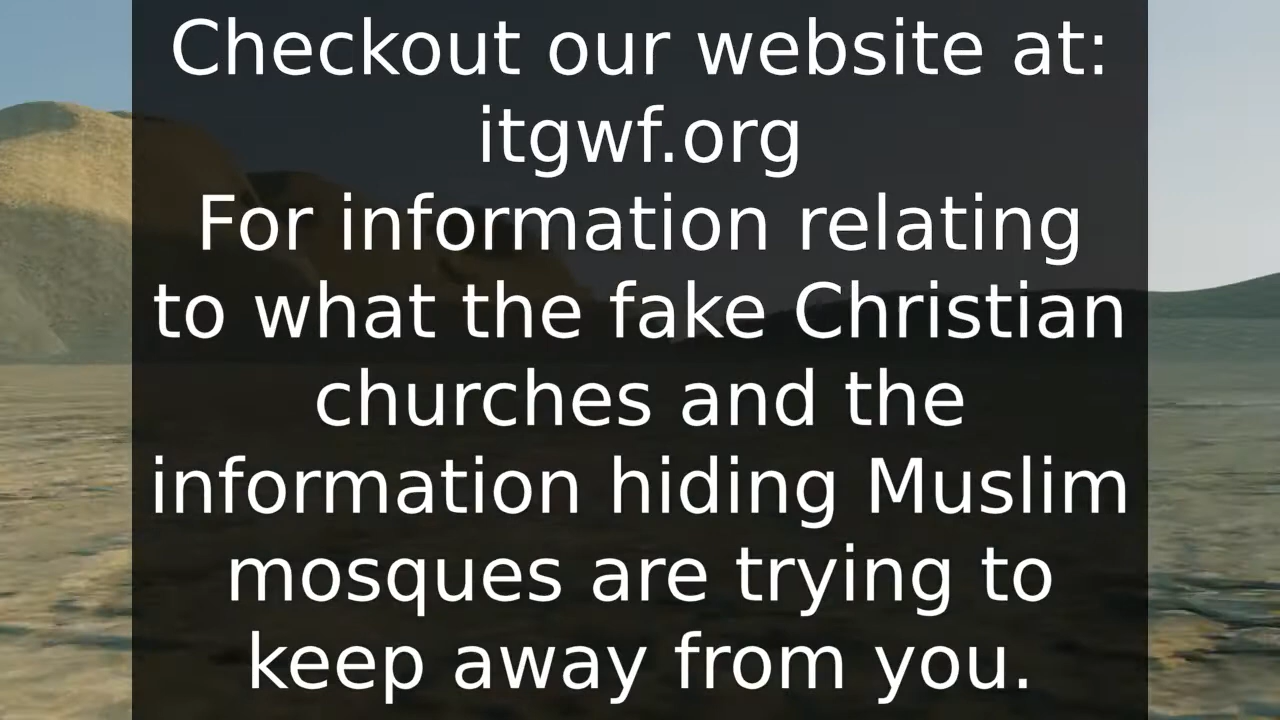 Checkout our website at:
itgwf.org
For information relating
to what the fake Christian
churches and the
information hiding Muslim
mosques are trying to
keep away from you.